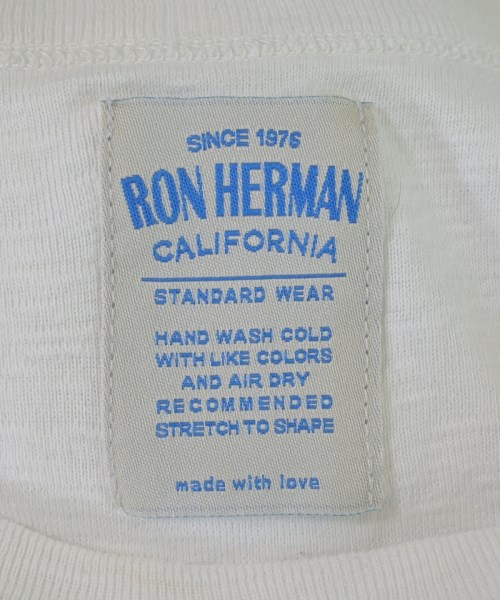 SINCE 1976
RON HERMAN
CALIFORNIA
STANDARD WEAR
HAND WASH COLD
WITH LIKE COLORS
AND AIR DRY
RECOMMENDED
STRETCH TO SHAPE
made with love